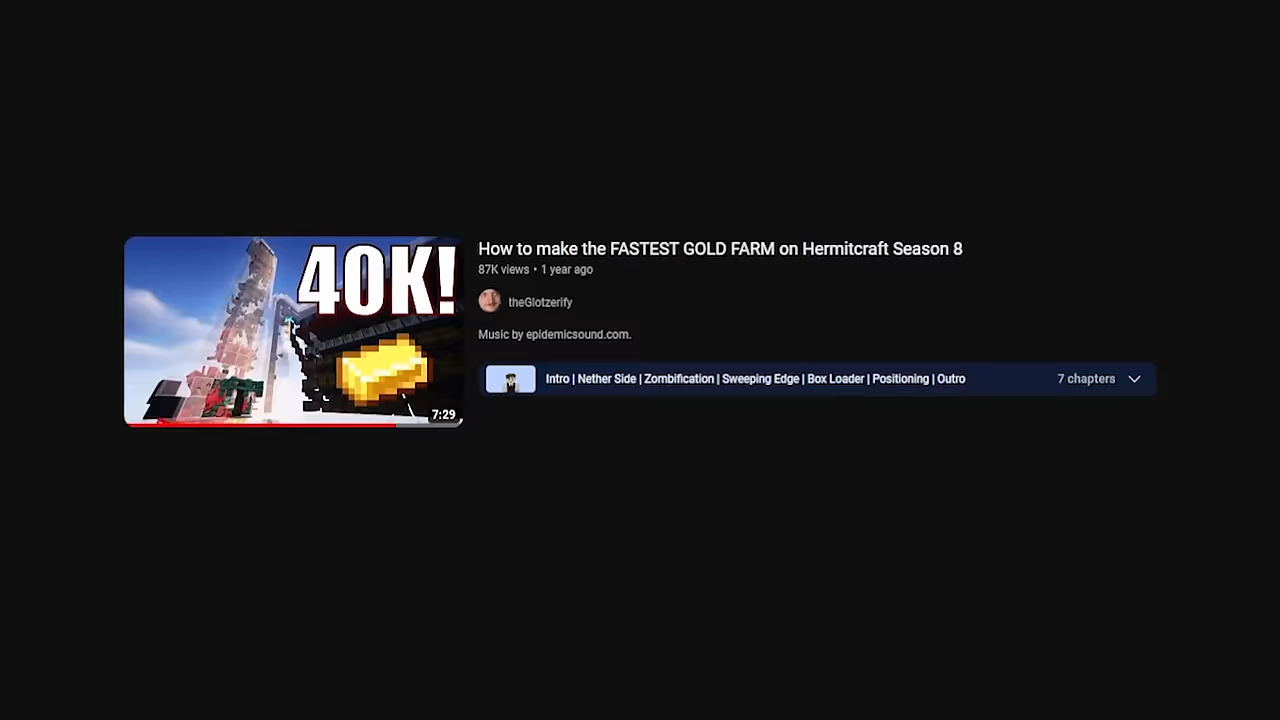 40K!
7:29
How to make the FASTEST GOLD FARM on Hermitcraft Season 8
87K views • 1 year ago
theGlotzerify
Music by epidemicsound.com.
Intro | Nether Side | Zombification | Sweeping Edge | Box Loader | Positioning | Outro 7 chapters